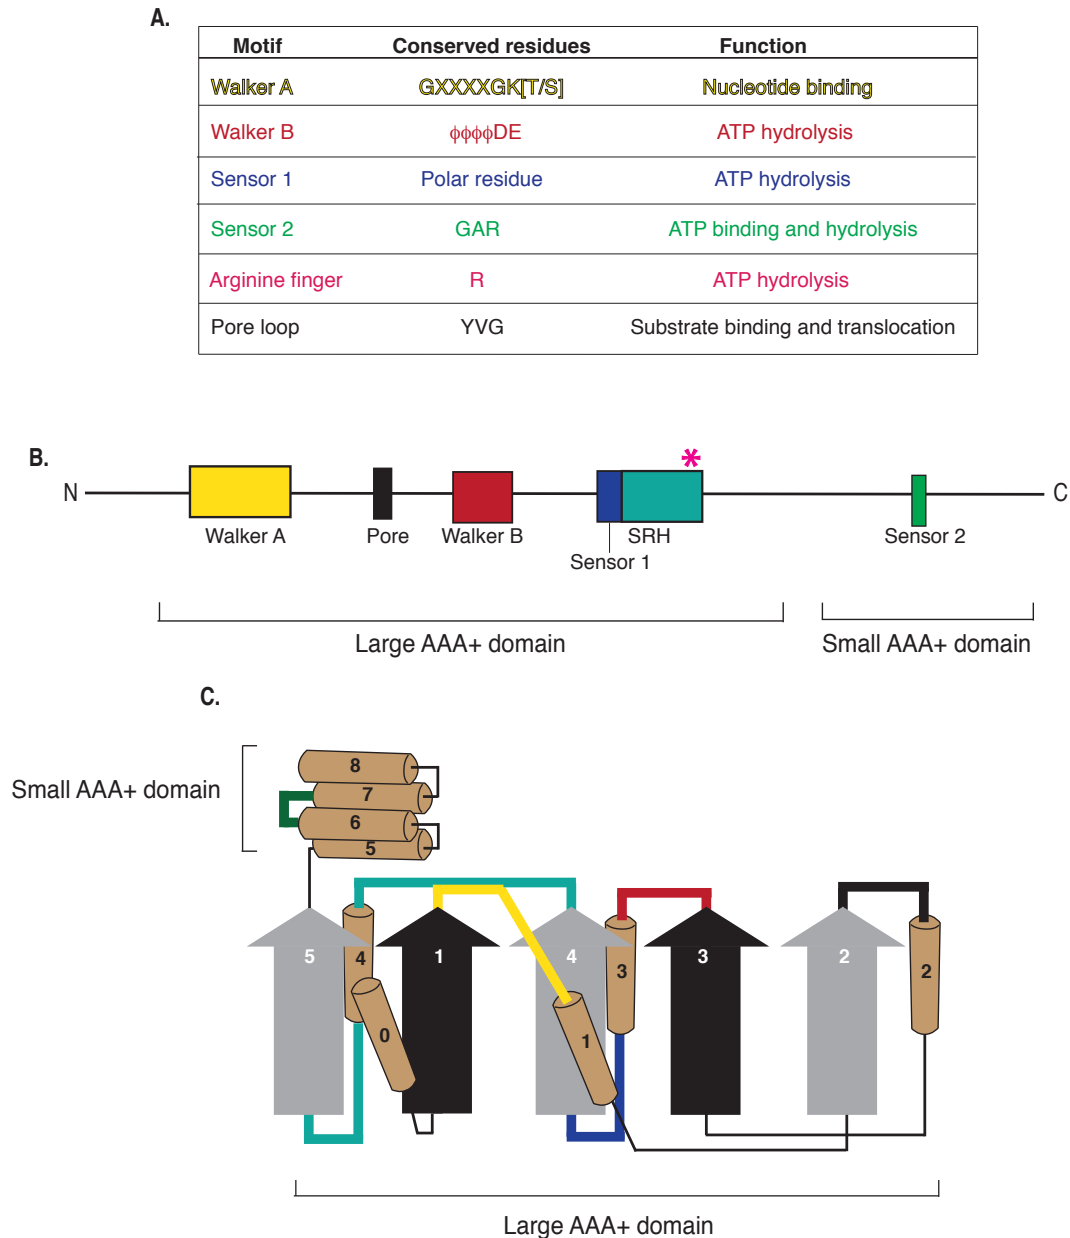 A.
Motif Conserved residues Function
Walker A GXXXXGK[T/S] Nucleotide binding
Walker B ϕϕϕϕDE ATP hydrolysis
Sensor 1 Polar residue ATP hydrolysis
Sensor 2 GAR ATP binding and hydrolysis
Arginine finger R ATP hydrolysis
Pore loop YVG Substrate binding and translocation
B.
*
N C
Walker A Pore Walker B SRH Sensor 2
Sensor 1
Large AAA+ domain Small AAA+ domain
C.
Small AAA+ domain
8
7
6
5
5 4 1 4 3 3 2 2
0 1
Large AAA+ domain